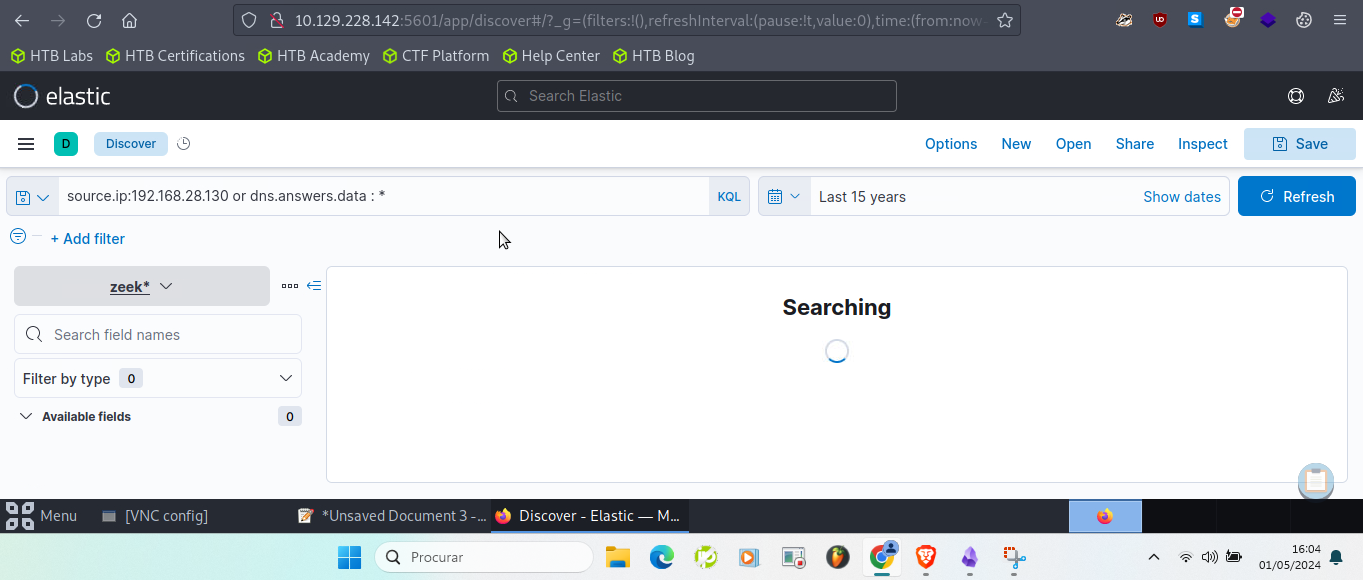 10.129.228.142:5601/app/discover#/?_g=(filters:!(),refreshInterval:(pause:!t,value:0),time:(from:now-
HTB Labs HTB Certifications HTB Academy CTF Platform Help Center HTB Blog
elastic Search Elastic
D Discover Options New Open Share Inspect Save
source.ip:192.168.28.130 or dns.answers.data : * KQL Last 15 years Show dates Refresh
+ Add filter
zeek*
Searching
Search field names
Filter by type 0
Available fields 0
Menu [VNC config] *Unsaved Document 3 -... Discover - Elastic — M...
Procurar
16:04
01/05/2024